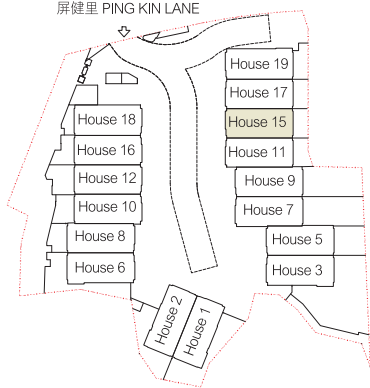 屏健里 PING KIN LANE
House 19
House 17
House 15
House 11
House 9
House 7
House 5
House 3
House 18
House 16
House 12
House 10
House 8
House 6
House 2
House 1